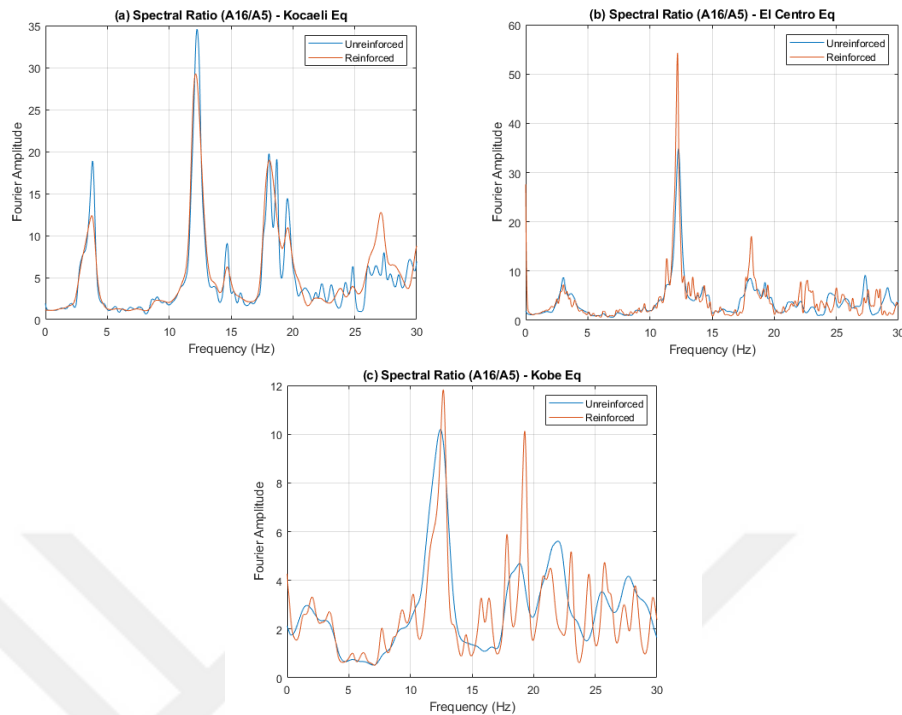 (a) Spectral Ratio (A16/A5) - Kocaeli Eq
Unreinforced
Reinforced
Fourier Amplitude
35
30
25
20
15
10
5
0
0 5 10 15 20 25 30
Frequency (Hz)
(b) Spectral Ratio (A16/A5) - El Centro Eq
Unreinforced
Reinforced
Fourier Amplitude
60
50
40
30
20
10
0
0 5 10 15 20 25 30
Frequency (Hz)
(c) Spectral Ratio (A16/A5) - Kobe Eq
Unreinforced
Reinforced
Fourier Amplitude
12
10
8
6
4
2
0
0 5 10 15 20 25 30
Frequency (Hz)